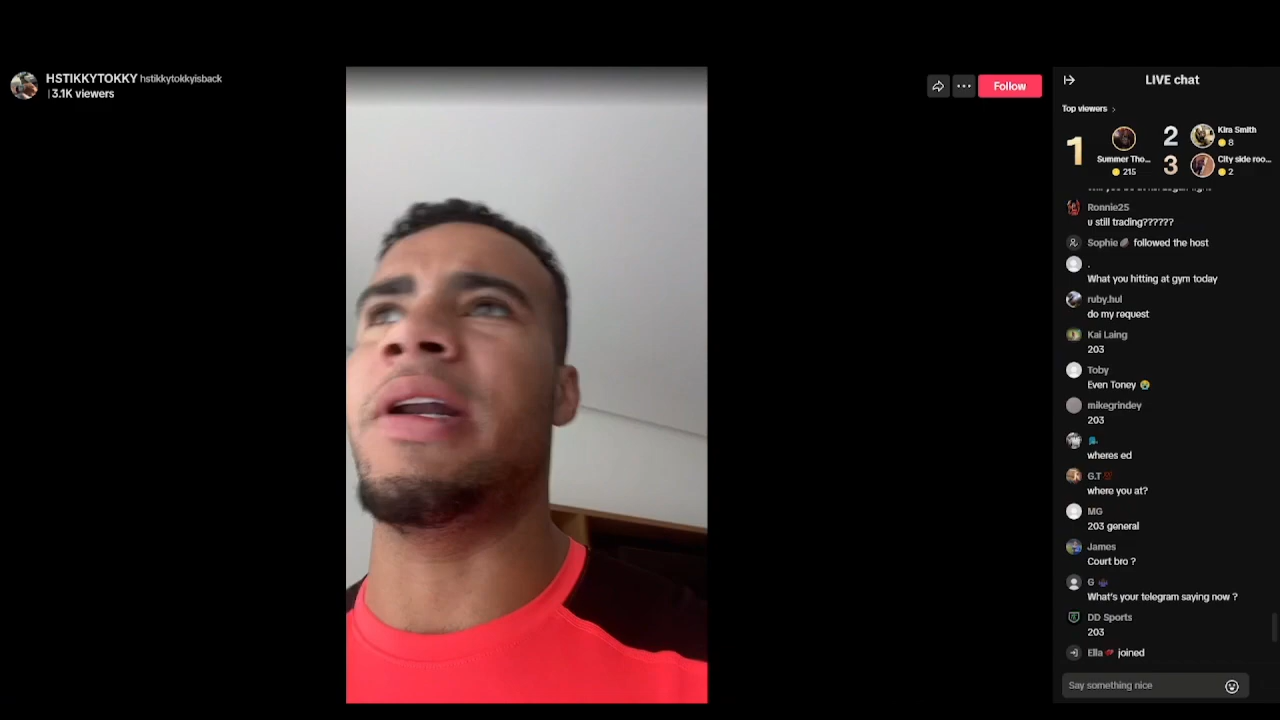 HSTIKKYTOKKY hstikkytokkyisback
3.1K viewers
Follow
LIVE chat
Top viewers
1
Summer Tho...
215
2
Kira Smith
8
3
City side roo...
2
Ronnie25
u still trading??????
Sophie followed the host
.
What you hitting at gym today
ruby.hul
do my request
Kai Laing
203
Toby
Even Toney 😭
mikegrindey
203
wheres ed
G.T
where you at?
MG
203 general
James
Court bro ?
G
What's your telegram saying now ?
DD Sports
203
Ella joined
Say something nice